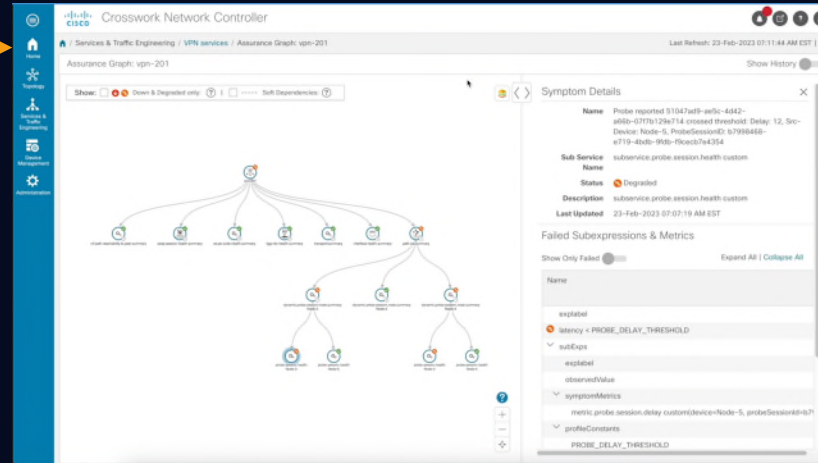 CISCO Crosswork Network Controller
/ Services & Traffic Engineering / VPN services / Assurance Graph: vpn-201
Last Refresh: 23-Feb-2023 07:11:44 AM EST |
Home
Topology
Services &
Traffic
Engineering
Device
Management
Administration
Assurance Graph: vpn-201
Show History
Show: Down & Degraded only: ? | Soft Dependencies: ?
Symptom Details
Name Probe reported 51047ad9-ae5c-4d42-
a66b-07f7b129e714 crossed threshold: Delay: 12, Src-
Device: Node-5, ProbeSessionID: b7998468-
e719-4bdb-9fdb-f9cecb7e4354
Sub Service
Name
subservice.probe.session.health custom
Status Degraded
Description subservice.probe.session.health custom
Last Updated 23-Feb-2023 07:07:19 AM EST
Failed Subexpressions & Metrics
Show Only Failed
Expand All | Collapse All
Name
explabel
latency < PROBE_DELAY_THRESHOLD
subExps
explabel
observedValue
symptomMetrics
metric.probe.session.delay custom(device=Node-5, probeSessionId=b79
profileConstants
PROBE_DELAY_THRESHOLD